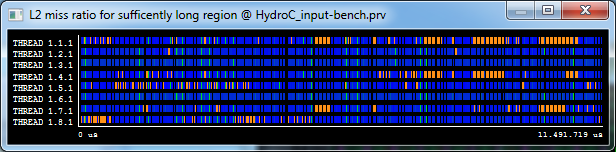 L2 miss ratio for sufficently long region @ HydroC_input-bench.prv
THREAD 1.1.1
THREAD 1.2.1
THREAD 1.3.1
THREAD 1.4.1
THREAD 1.5.1
THREAD 1.6.1
THREAD 1.7.1
THREAD 1.8.1
0 us 11.491.719 us